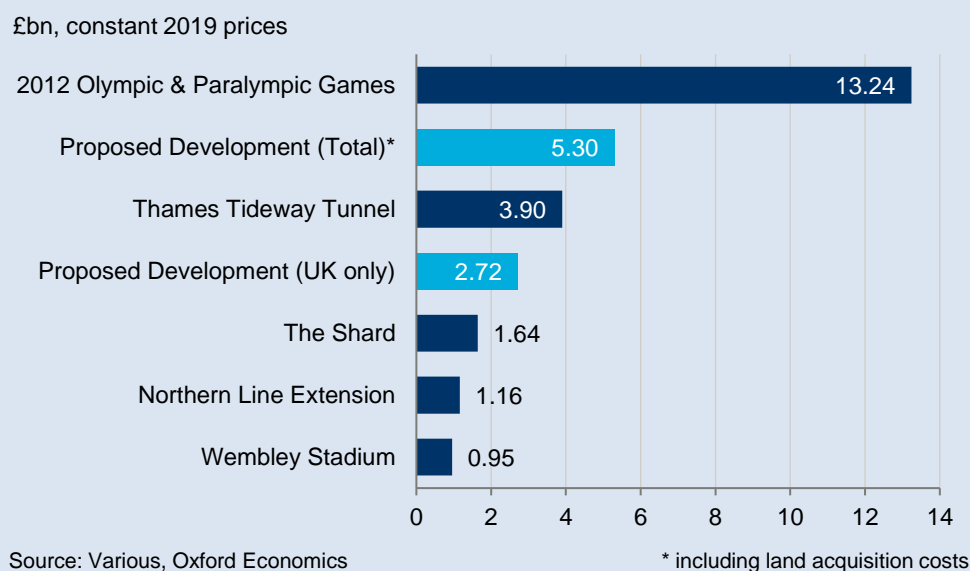 £bn, constant 2019 prices
2012 Olympic & Paralympic Games 13.24
Proposed Development (Total)* 5.30
Thames Tideway Tunnel 3.90
Proposed Development (UK only) 2.72
The Shard 1.64
Northern Line Extension 1.16
Wembley Stadium 0.95
0 2 4 6 8 10 12 14
Source: Various, Oxford Economics * including land acquisition costs